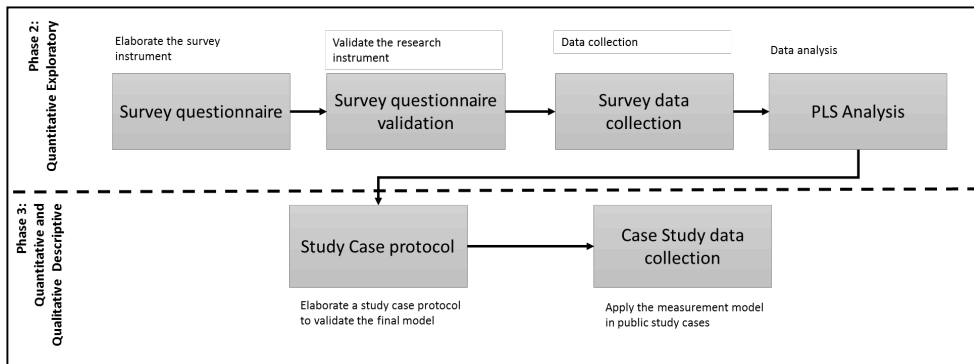 Phase 2:
Quantitative Exploratory
Elaborate the survey
instrument
Validate the research
instrument
Data collection
Data analysis
Survey questionnaire
Survey questionnaire
validation
Survey data
collection
PLS Analysis
Phase 3:
Quantitative and
Qualitative Descriptive
Study Case protocol
Case Study data
collection
Elaborate a study case protocol
to validate the final model
Apply the measurement model
in public study cases